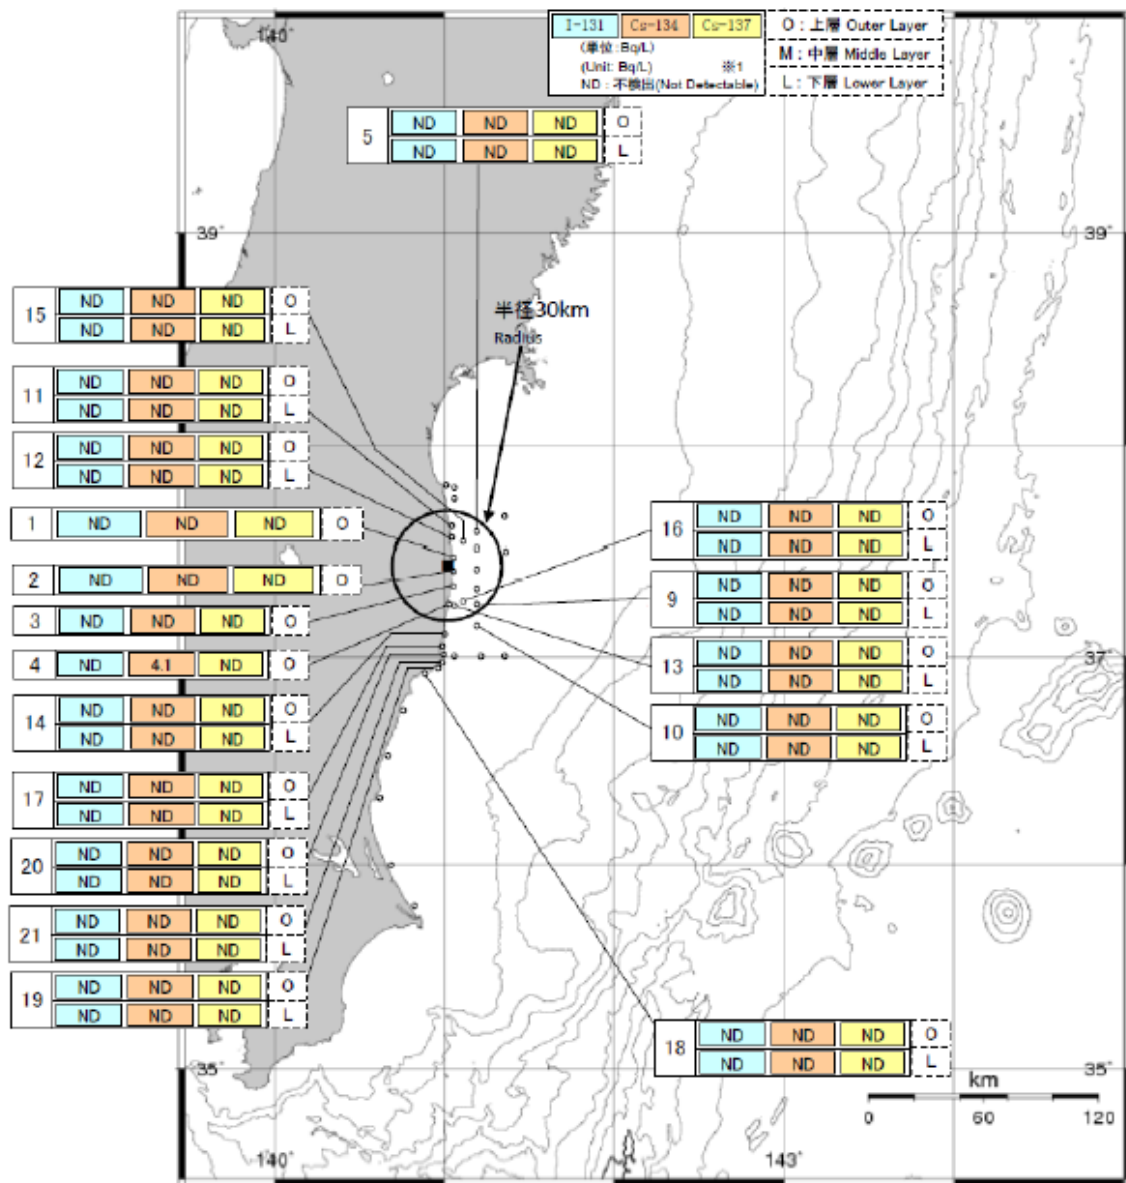 140°
I-131 Cs-134 Cs-137
(単位:Bq/L)
(Unit: Bq/L) ※1
ND:不検出(Not Detectable)
O:上層 Outer Layer
M:中層 Middle Layer
L:下層 Lower Layer
5 ND ND ND O
ND ND ND L
39°
39°
15 ND ND ND O
ND ND ND L
半径30km
Radius
11 ND ND ND O
ND ND ND L
12 ND ND ND O
ND ND ND L
1 ND ND ND O
2 ND ND ND O
3 ND ND ND O
4 ND 4.1 ND O
14 ND ND ND O
ND ND ND L
17 ND ND ND O
ND ND ND L
20 ND ND ND O
ND ND ND L
21 ND ND ND O
ND ND ND L
19 ND ND ND O
ND ND ND L
16 ND ND ND O
ND ND ND L
9 ND ND ND O
ND ND ND L
13 ND ND ND O
ND ND ND L
37°
10 ND ND ND O
ND ND ND L
18 ND ND ND O
ND ND ND L
35°
35°
km
0 60 120
140°
143°